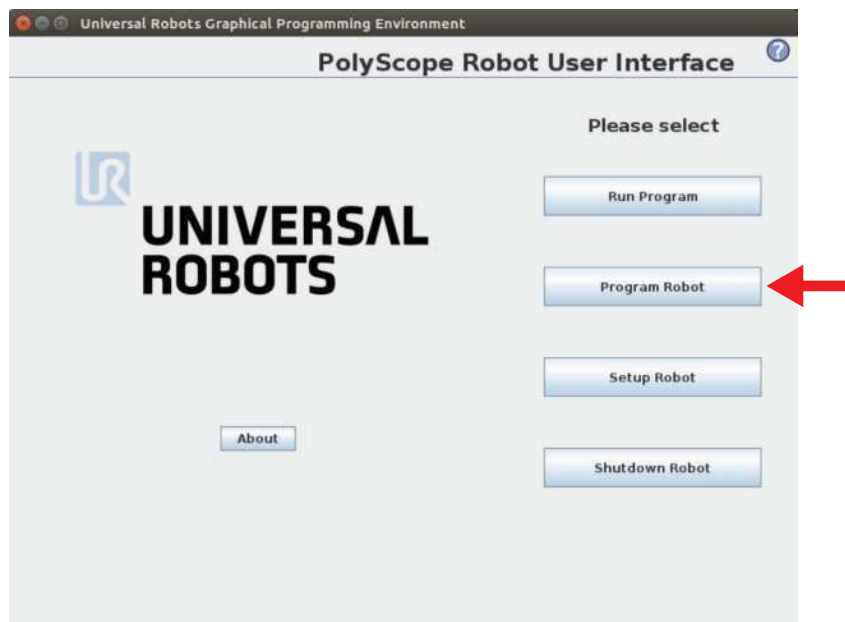 Universal Robots Graphical Programming Environment
PolyScope Robot User Interface
?
Please select
UR
UNIVERSAL
ROBOTS
Run Program
Program Robot
Setup Robot
About
Shutdown Robot